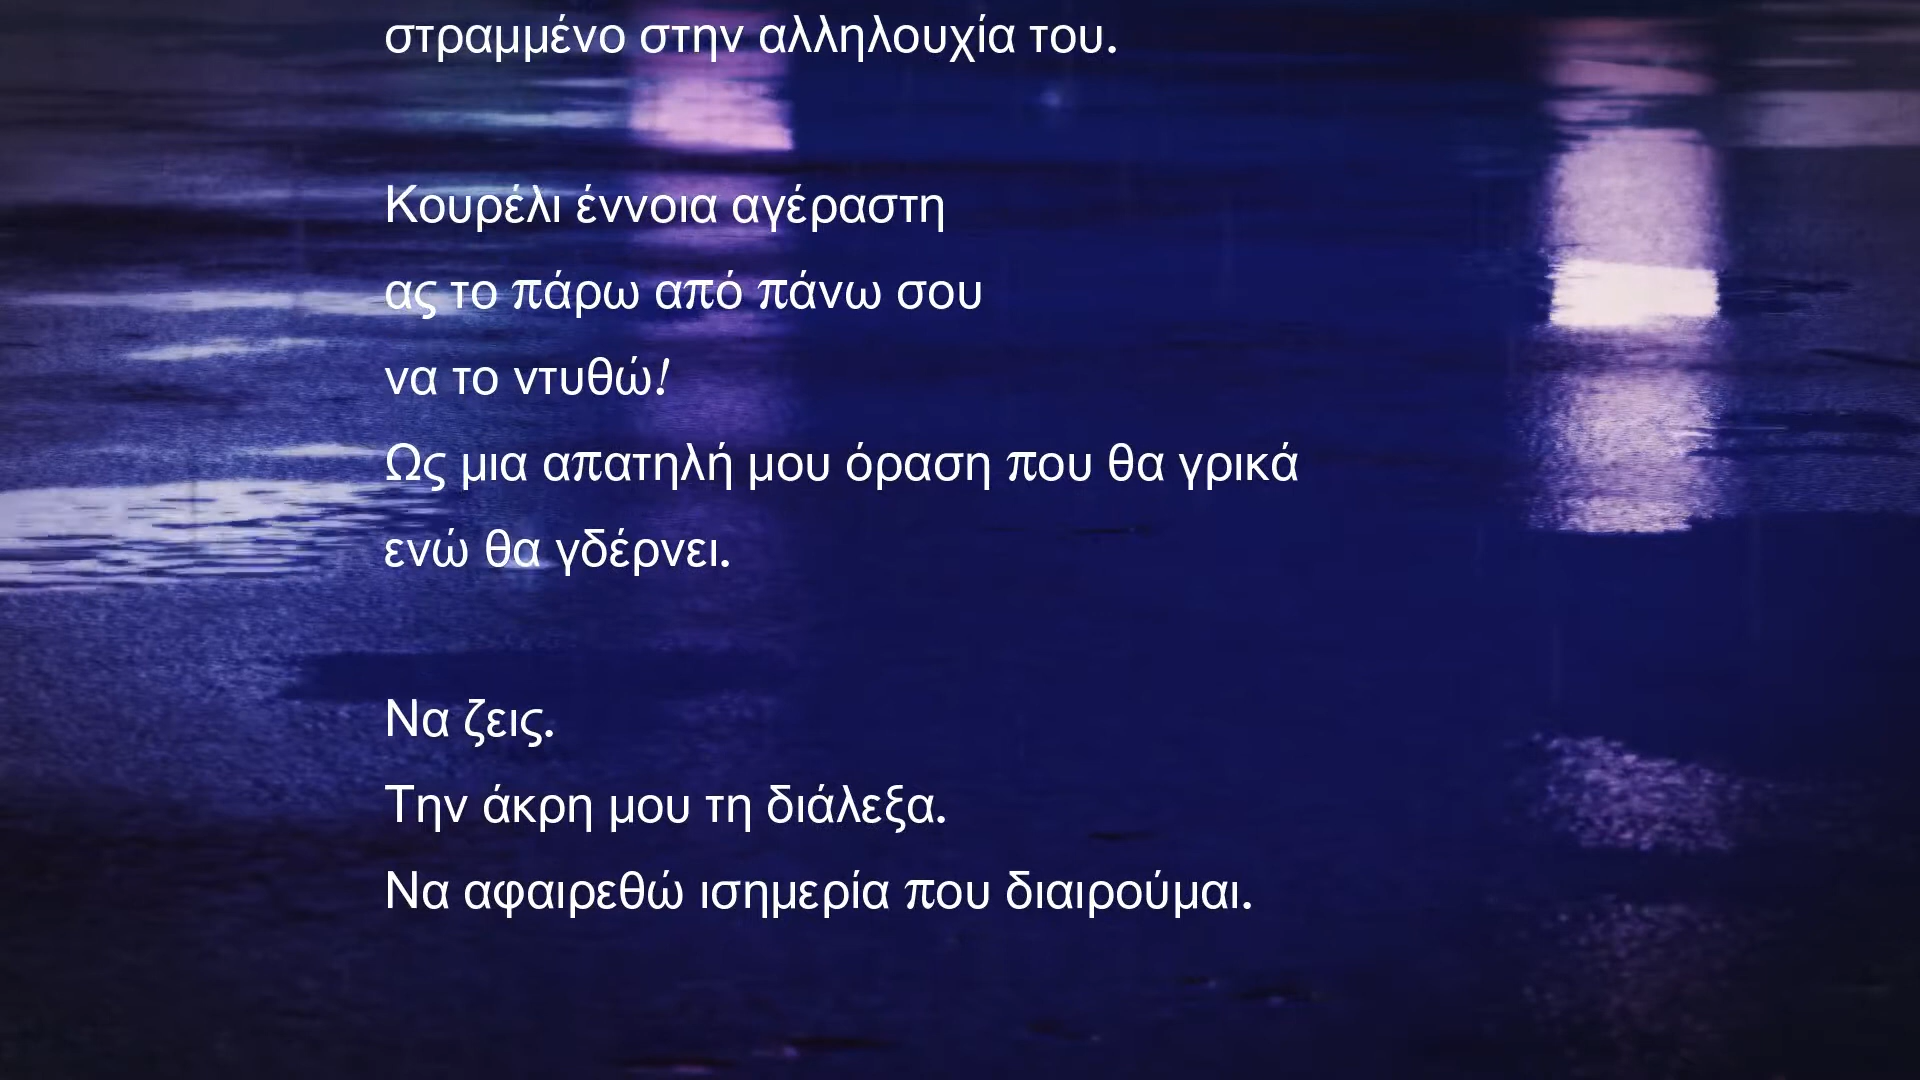 στραμμένο στην αλληλουχία του.
Κουρέλι έννοια αγέραστη
ας το πάρω από πάνω σου
να το ντυθώ!
Ως μια απατηλή μου όραση που θα γρικά
ενώ θα γδέρνει.
Να ζεις.
Την άκρη μου τη διάλεξα.
Να αφαιρεθώ ισημερία που διαιρούμαι.